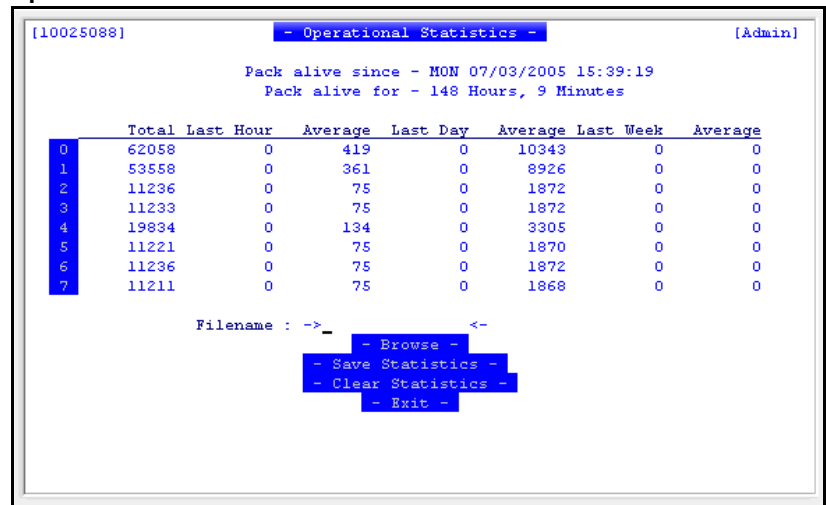 [10025088] - Operational Statistics - [Admin]
Pack alive since - MON 07/03/2005 15:39:19
Pack alive for - 148 Hours, 9 Minutes
Total Last Hour Average Last Day Average Last Week Average
0 62058 0 419 0 10343 0 0
1 53558 0 361 0 8926 0 0
2 11236 0 75 0 1872 0 0
3 11233 0 75 0 1872 0 0
4 19834 0 134 0 3305 0 0
5 11221 0 75 0 1870 0 0
6 11236 0 75 0 1872 0 0
7 11211 0 75 0 1868 0 0
Filename : ->_ <-
- Browse -
- Save Statistics -
- Clear Statistics -
- Exit -